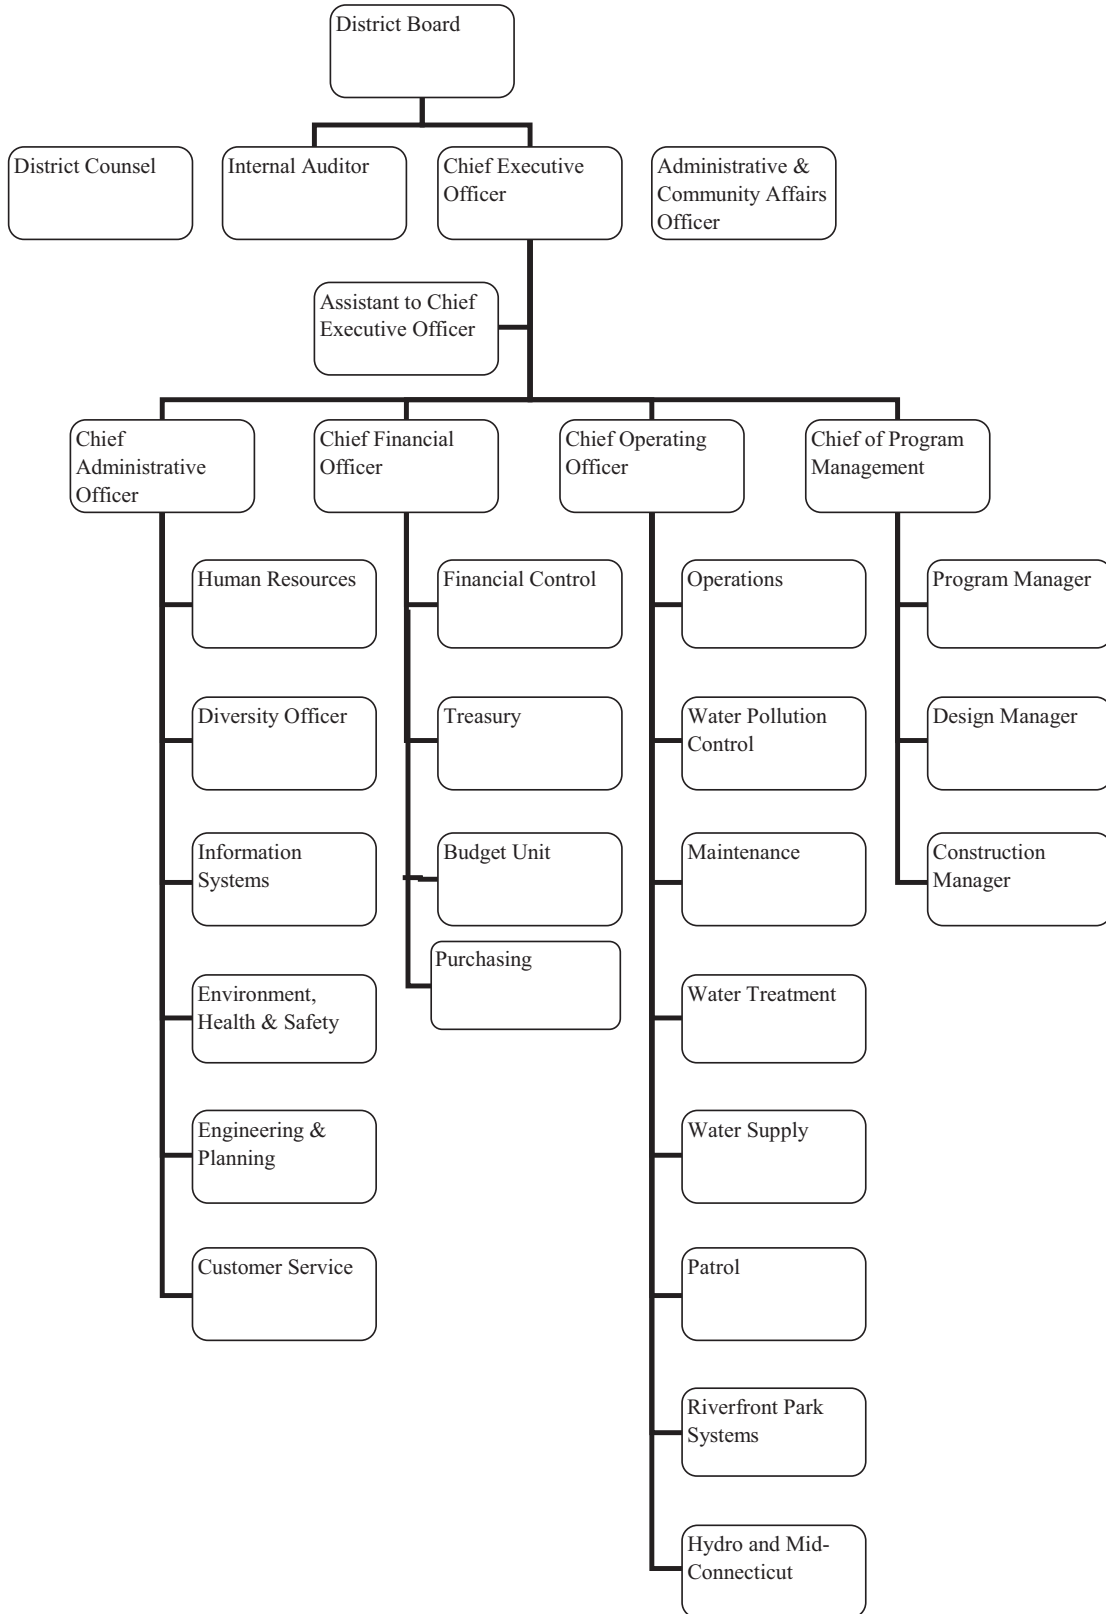 District Board
District Counsel
Internal Auditor
Chief Executive
Officer
Administrative &
Community Affairs
Officer
Assistant to Chief
Executive Officer
Chief
Administrative
Officer
Chief Financial
Officer
Chief Operating
Officer
Chief of Program
Management
Human Resources
Financial Control
Operations
Program Manager
Diversity Officer
Treasury
Water Pollution
Control
Design Manager
Information
Systems
Budget Unit
Maintenance
Construction
Manager
Purchasing
Environment,
Health & Safety
Water Treatment
Engineering &
Planning
Water Supply
Customer Service
Patrol
Riverfront Park
Systems
Hydro and Mid-
Connecticut